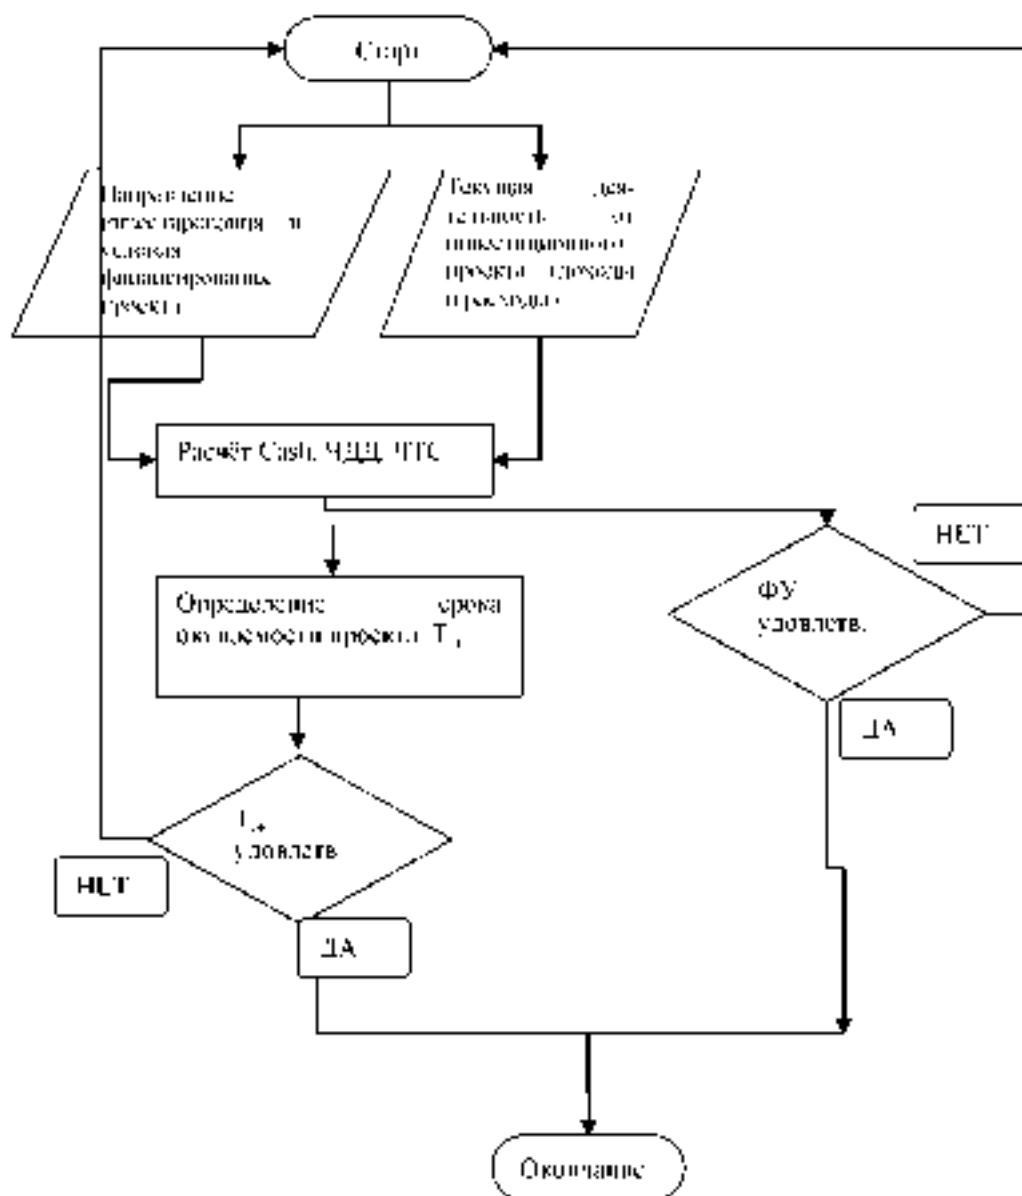 Старт
Направление
инвестирования и
условия
финансирования
проекта
Текущая дея-
тельность от
инвестиционного
проекта (доходы
и расходы)
Расчёт Cash, ЧДД, ЧТС
НЕТ
ФУ
удовлетв.
Определение срока
окупаемости проекта Т
ДА
Т
удовлетв
НЕТ
ДА
Окончание